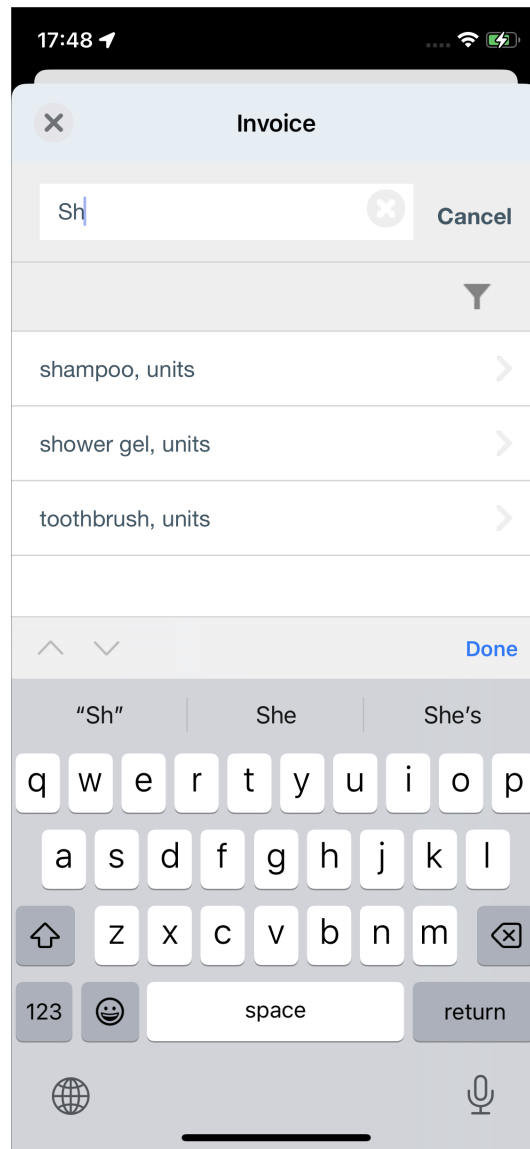 17:48
Invoice
Sh
Cancel
shampoo, units
shower gel, units
toothbrush, units
Done
“Sh” She She’s
q w e r t y u i o p
a s d f g h j k l
z x c v b n m
123 space return